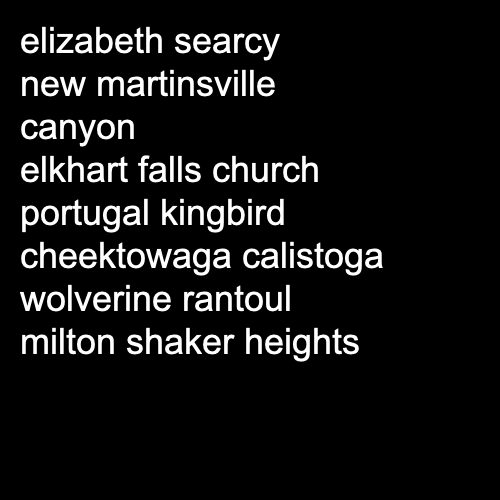 elizabeth searcy
new martinsville
canyon
elkhart falls church
portugal kingbird
cheektowaga calistoga
wolverine rantoul
milton shaker heights